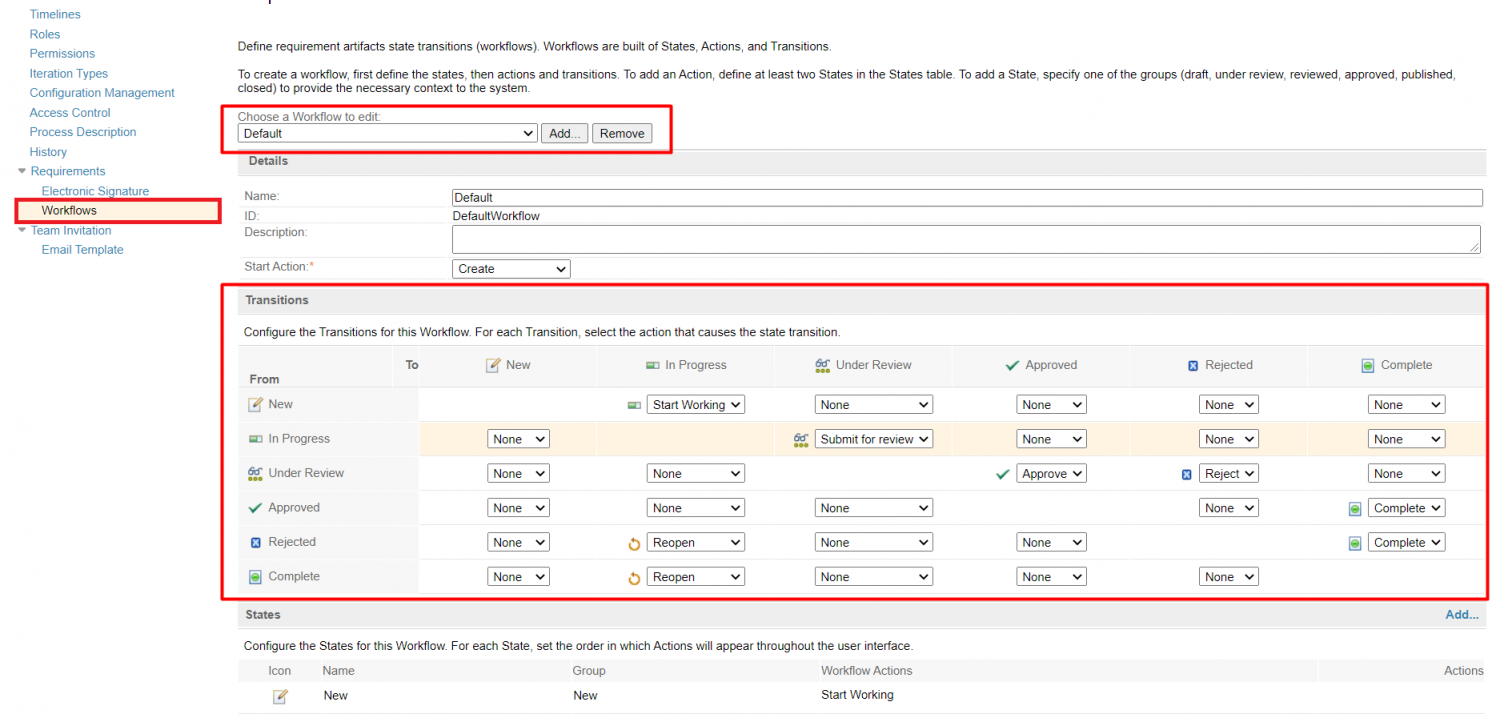 Timelines
Roles
Permissions
Iteration Types
Configuration Management
Access Control
Process Description
History
Requirements
Electronic Signature
Workflows
Team Invitation
Email Template
Define requirement artifacts state transitions (workflows). Workflows are built of States, Actions, and Transitions.
To create a workflow, first define the states, then actions and transitions. To add an Action, define at least two States in the States table. To add a State, specify one of the groups (draft, under review, reviewed, approved, published,
closed) to provide the necessary context to the system.
Choose a Workflow to edit:
Default Add... Remove
Details
Name: Default
ID: DefaultWorkflow
Description:
Start Action:* Create
Transitions
Configure the Transitions for this Workflow. For each Transition, select the action that causes the state transition.
To New In Progress Under Review Approved Rejected Complete
From
New Start Working None None None None
In Progress None Submit for review None None None
Under Review None None Approve Reject None
Approved None None None None Complete
Rejected None Reopen None None Complete
Complete None Reopen None None None
States Add...
Configure the States for this Workflow. For each State, set the order in which Actions will appear throughout the user interface.
Icon Name Group Workflow Actions Actions
New New Start Working